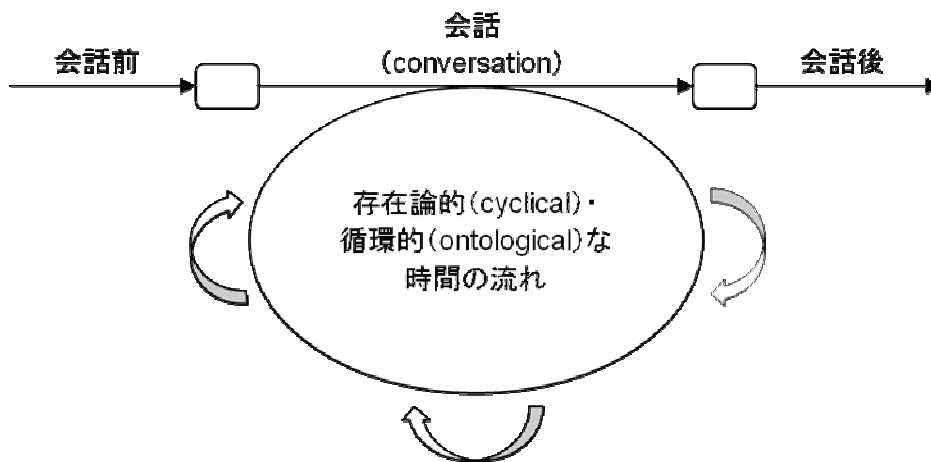 会話
会話前
（conversation）
会話後
存在論的（cyclical）・
循環的（ontological）な
時間の流れ